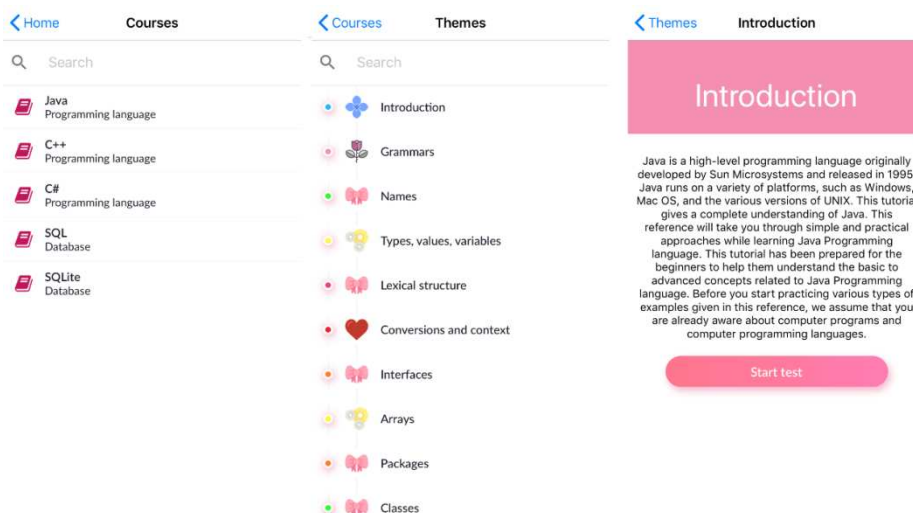 Home
Courses
Search
Java
Programming language
C++
Programming language
C#
Programming language
SQL
Database
SQLite
Database
Courses
Themes
Search
Introduction
Grammars
Names
Types, values, variables
Lexical structure
Conversions and context
Interfaces
Arrays
Packages
Classes
Themes
Introduction
Introduction
Java is a high-level programming language originally
developed by Sun Microsystems and released in 1995
Java runs on a variety of platforms, such as Windows,
Mac OS, and the various versions of UNIX. This tutoria
gives a complete understanding of Java. This
reference will take you through simple and practical
approaches while learning Java Programming
language. This tutorial has been prepared for the
beginners to help them understand the basic to
advanced concepts related to Java Programming
language. Before you start practicing various types of
examples given in this reference, we assume that you
are already aware about computer programs and
computer programming languages.
Start test